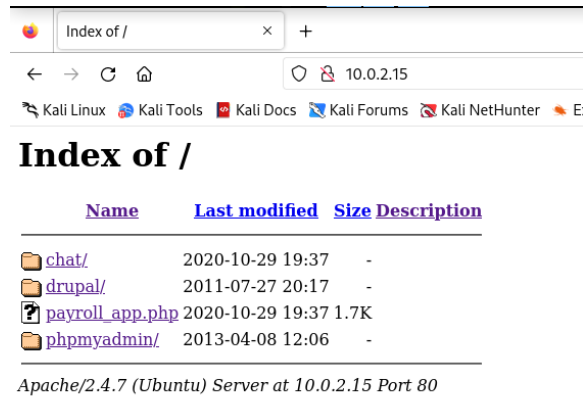 Index of /
10.0.2.15
Kali Linux Kali Tools Kali Docs Kali Forums Kali NetHunter E
Index of /
Name Last modified Size Description
chat/ 2020-10-29 19:37 -
drupal/ 2011-07-27 20:17 -
payroll_app.php 2020-10-29 19:37 1.7K
phpmyadmin/ 2013-04-08 12:06 -
Apache/2.4.7 (Ubuntu) Server at 10.0.2.15 Port 80